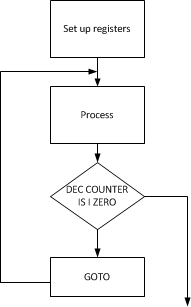 Set up registers
Process
DEC COUNTER
IS I ZERO
GOTO